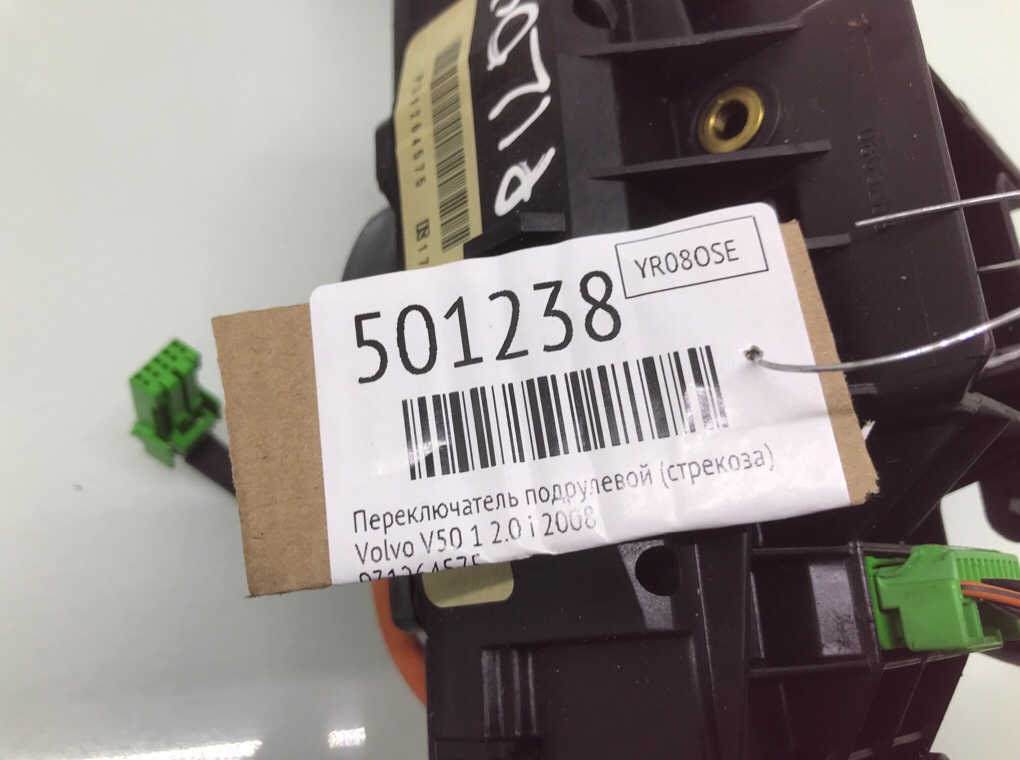 501238
YR08OSE
Переключатель подрулевой (стрекоза)
Volvo V50 1 2.0 i 2008